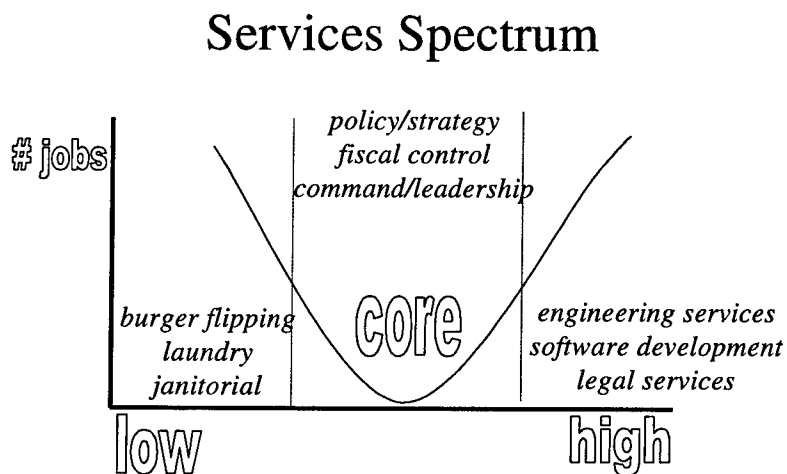 Services Spectrum
# jobs
policy/strategy
fiscal control
command/leadership
burger flipping
laundry
janitorial
core
engineering services
software development
legal services
low
high